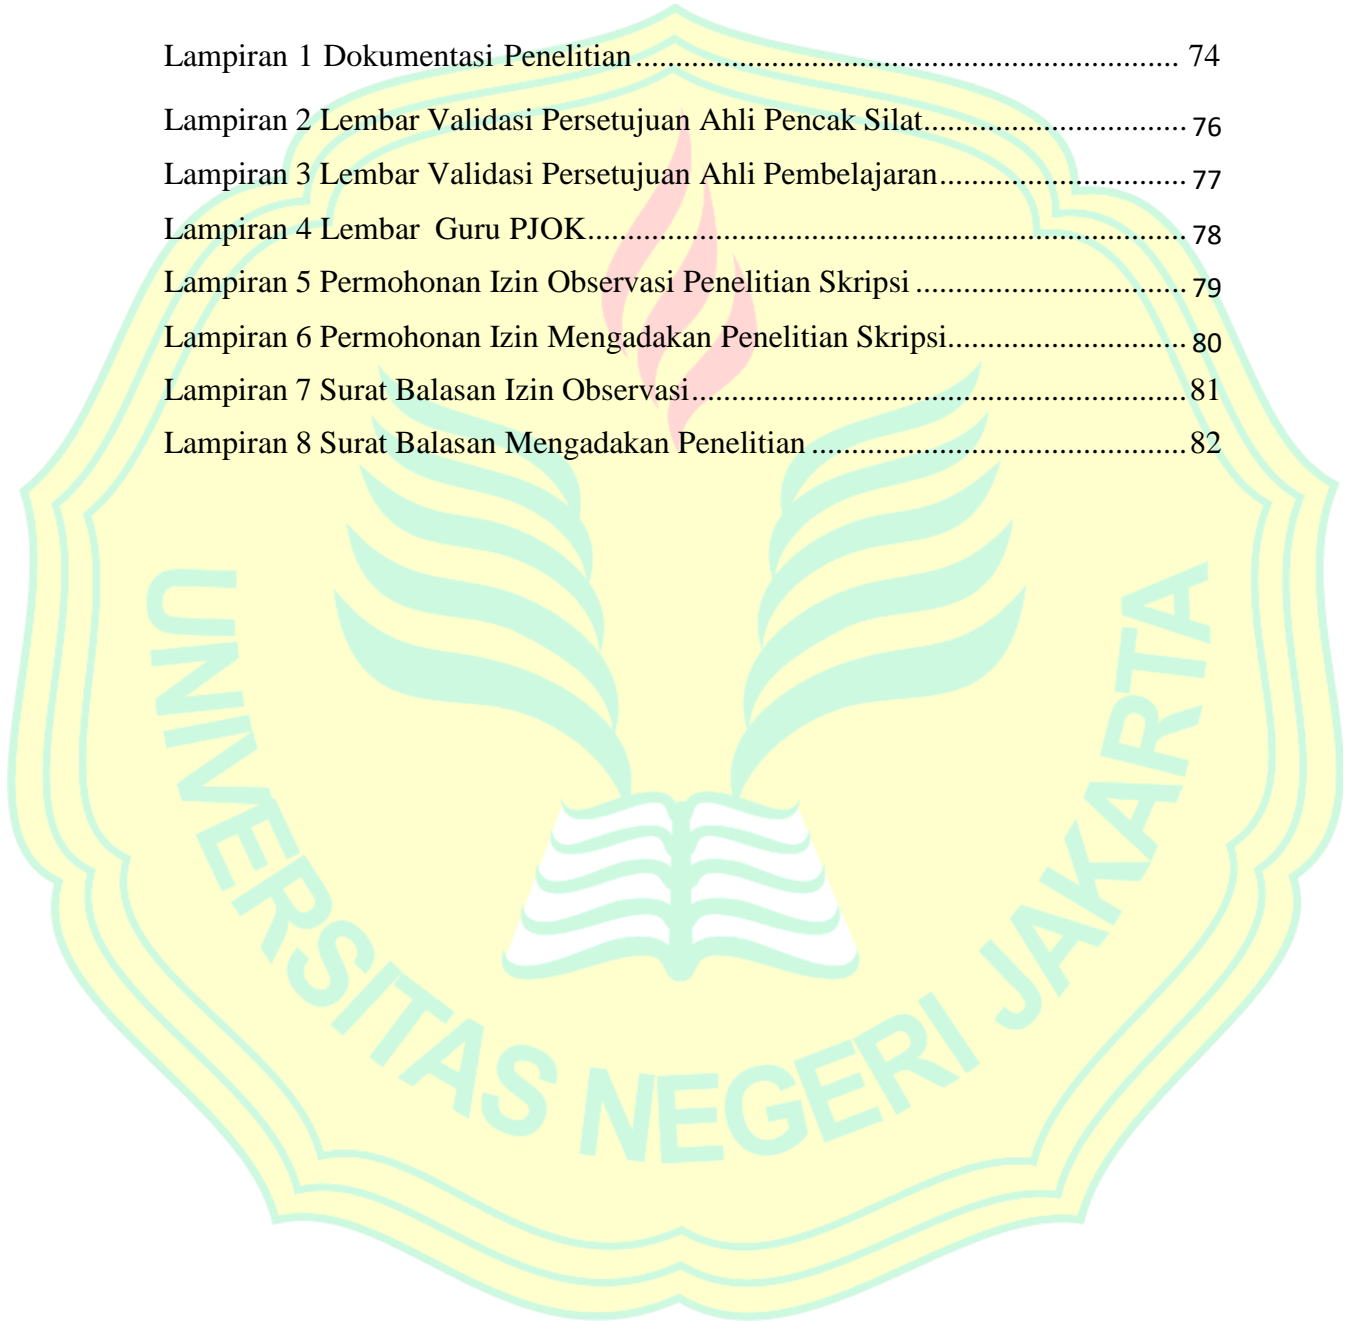 Lampiran 1 Dokumentasi Penelitian.................................................................... 74
Lampiran 2 Lembar Validasi Persetujuan Ahli Pencak Silat................................. 76
Lampiran 3 Lembar Validasi Persetujuan Ahli Pembelajaran............................... 77
Lampiran 4 Lembar  Guru PJOK........................................................................... 78
Lampiran 5 Permohonan Izin Observasi Penelitian Skripsi .................................. 79
Lampiran 6 Permohonan Izin Mengadakan Penelitian Skripsi.............................. 80
Lampiran 7 Surat Balasan Izin Observasi.............................................................. 81
Lampiran 8 Surat Balasan Mengadakan Penelitian ............................................... 82
UNIVERSITAS NEGERI JAKARTA